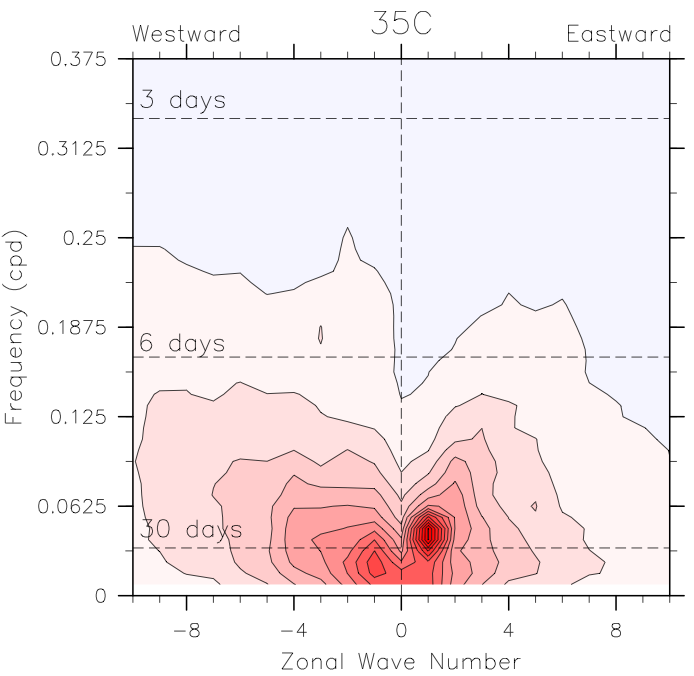 35C
Westward Eastward
0.375
3 days
0.3125
0.25
0.1875
6 days
0.125
0.0625
30 days
0
Frequency (cpd)
−8 −4 0 4 8
Zonal Wave Number